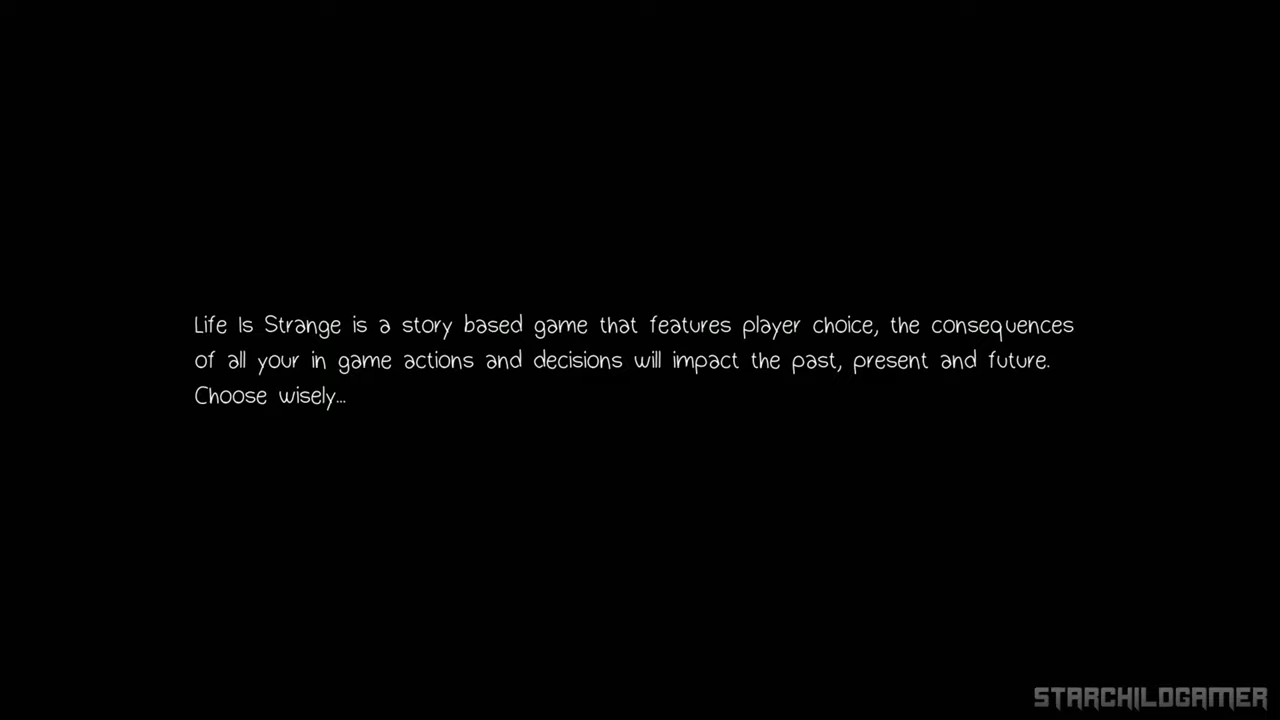 Life Is Strange is a story based game that features player choice, the consequences
of all your in game actions and decisions will impact the past, present and future.
Choose wisely...
STARCHILDGAMER